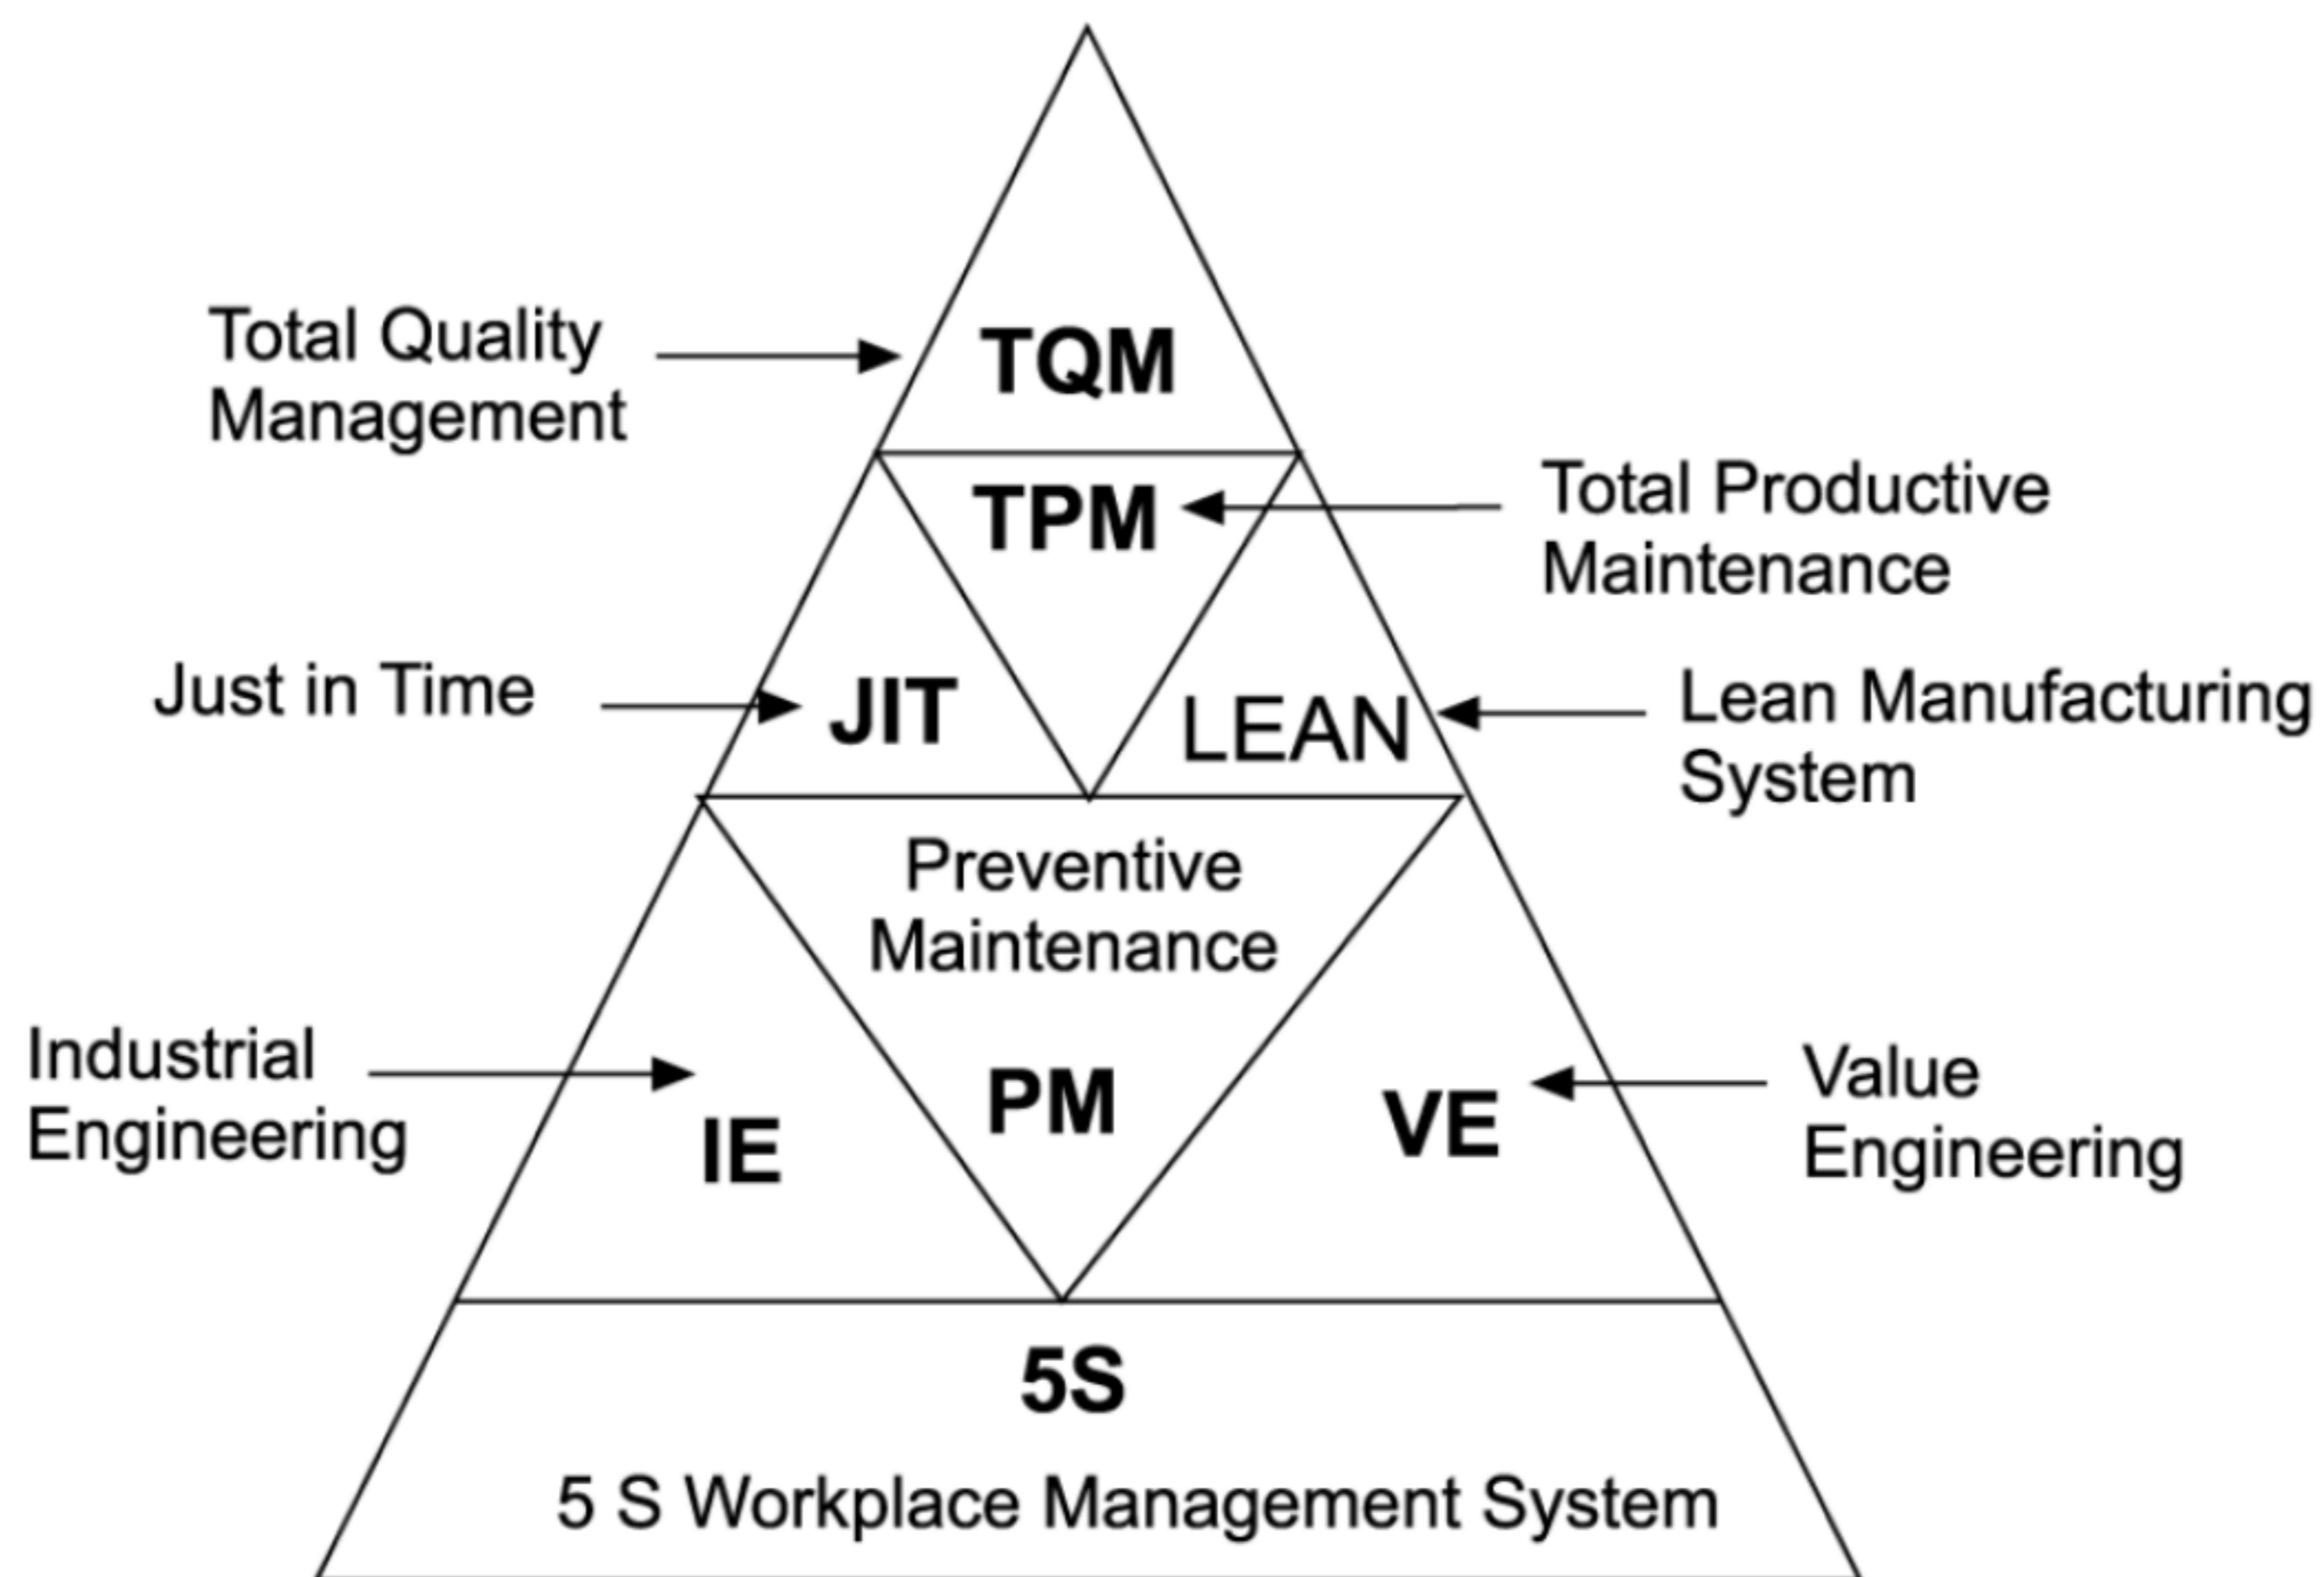 Total Quality
Management
TQM
TPM
Total Productive
Maintenance
Just in Time
JIT
LEAN
Lean Manufacturing
System
Preventive
Maintenance
Industrial
Engineering
IE
PM
VE
Value
Engineering
5S
5 S Workplace Management System